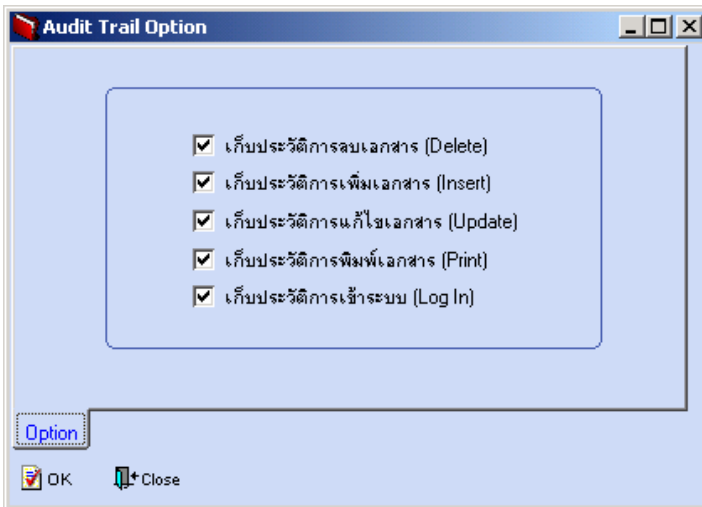 Audit Trail Option
เก็บประวัติการลบเอกสาร (Delete)
เก็บประวัติการเพิ่มเอกสาร (Insert)
เก็บประวัติการแก้ไขเอกสาร (Update)
เก็บประวัติการพิมพ์เอกสาร (Print)
เก็บประวัติการเข้าระบบ (Log In)
Option
OK Close